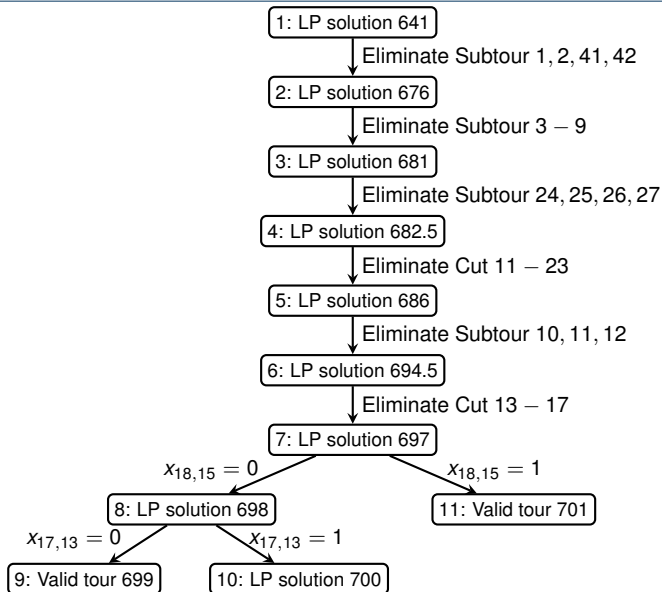 1: LP solution 641
Eliminate Subtour 1, 2, 41, 42
2: LP solution 676
Eliminate Subtour 3 − 9
3: LP solution 681
Eliminate Subtour 24, 25, 26, 27
4: LP solution 682.5
Eliminate Cut 11 − 23
5: LP solution 686
Eliminate Subtour 10, 11, 12
6: LP solution 694.5
Eliminate Cut 13 − 17
7: LP solution 697
x18,15 = 0
x18,15 = 1
8: LP solution 698
11: Valid tour 701
x17,13 = 0
x17,13 = 1
9: Valid tour 699
10: LP solution 700